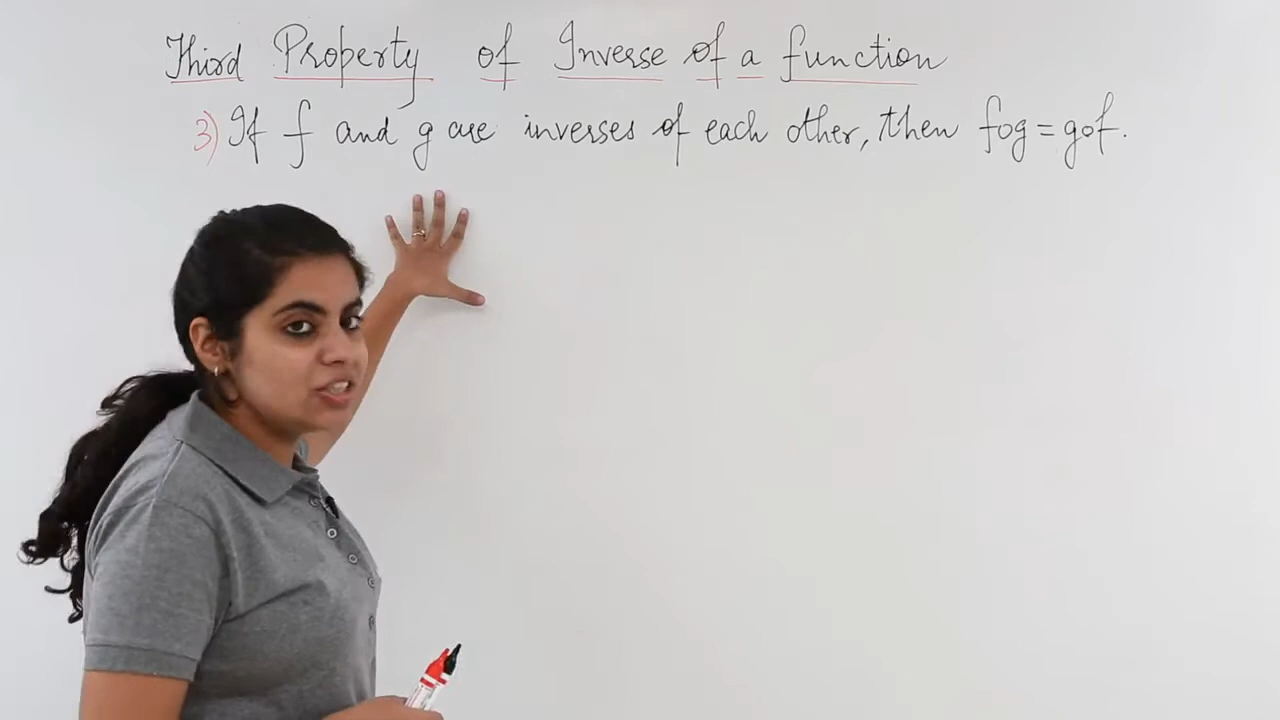 Third Property of Inverse of a function
3) If f and g are inverses of each other, then fog = gof.